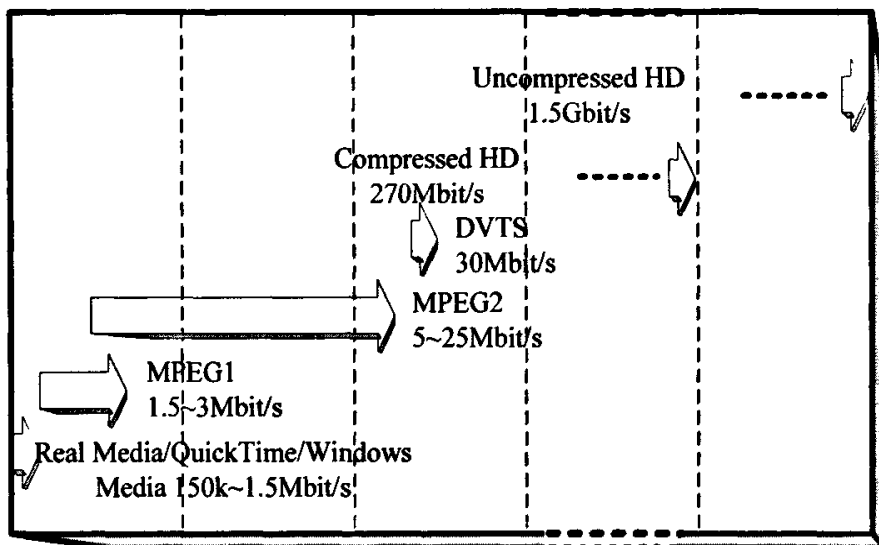 Uncompressed HD
1.5Gbit/s
Compressed HD
270Mbit/s
DVTS
30Mbit/s
MPEG2
5~25Mbit/s
MPEG1
1.5~3Mbit/s
Real Media/QuickTime/Windows
Media 150k~1.5Mbit/s